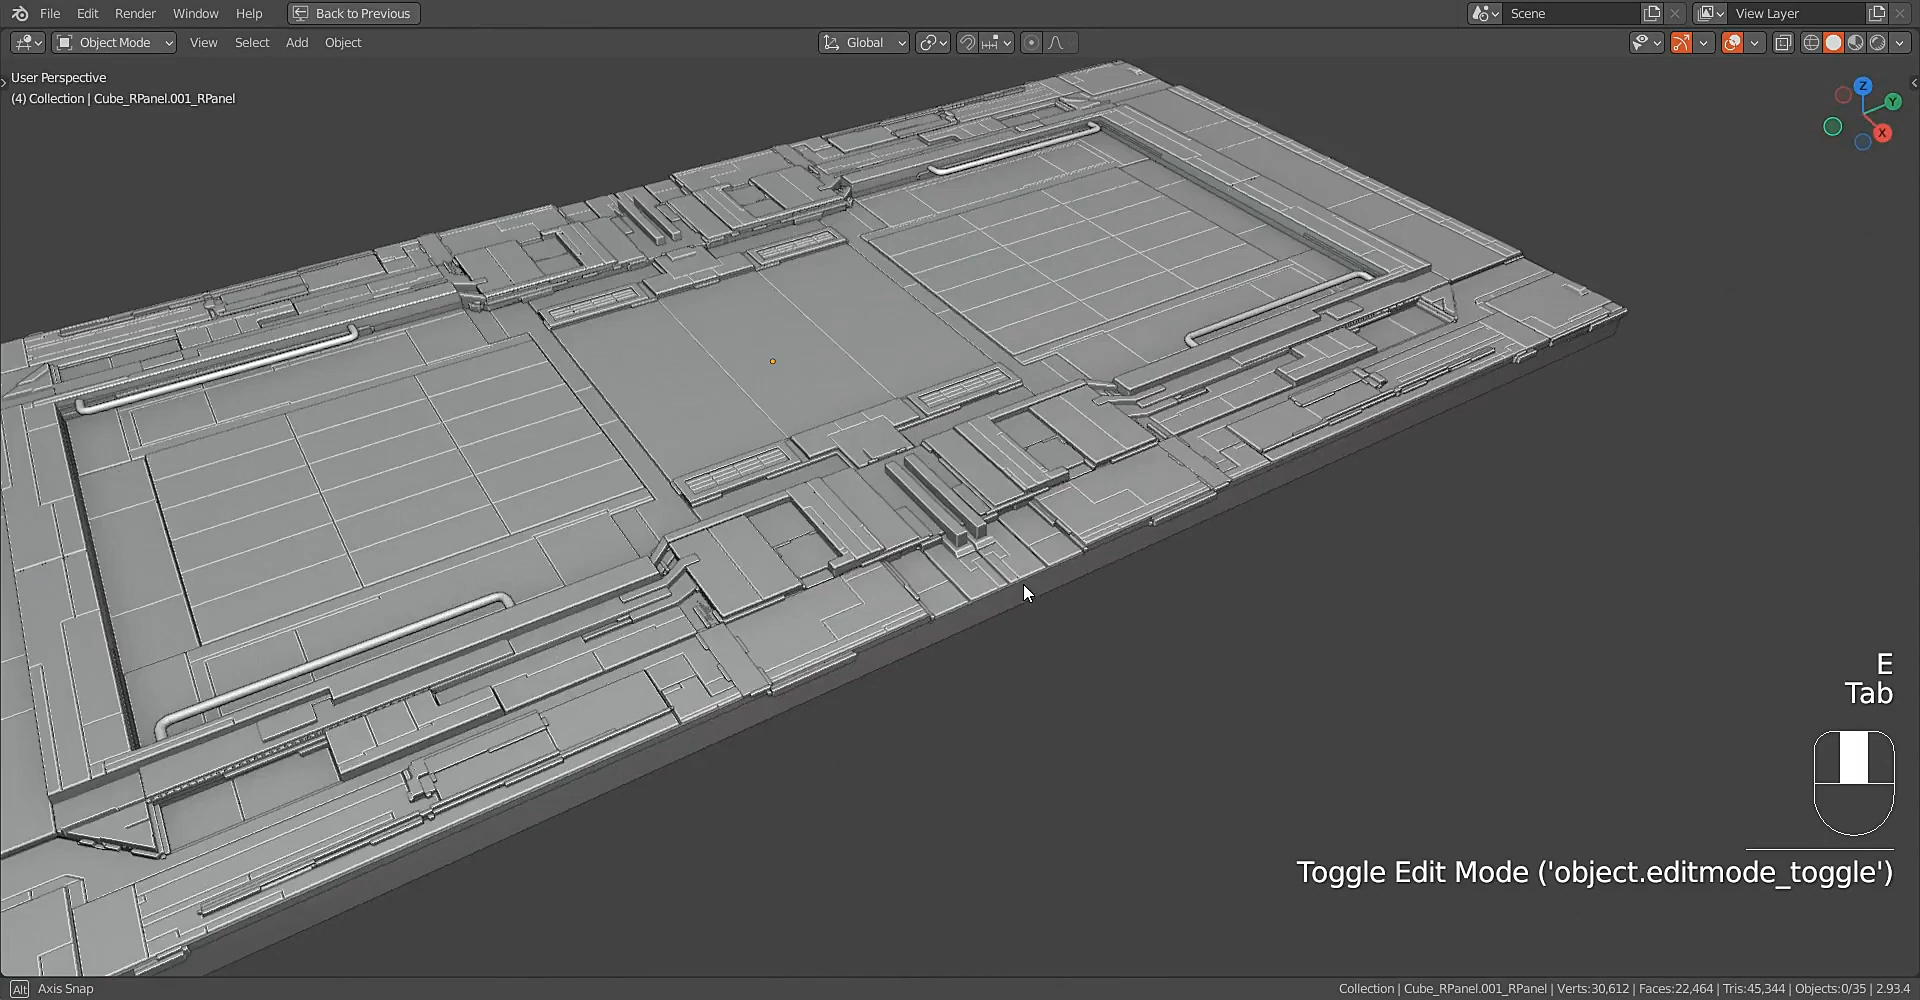 File Edit Render Window Help Back to Previous Scene View Layer
Object Mode View Select Add Object Global
User Perspective
(4) Collection | Cube_RPanel.001_RPanel
Z
Y
X
E
Tab
Toggle Edit Mode ('object.editmode_toggle')
Alt Axis Snap Collection | Cube_RPanel.001_RPanel | Verts:30,612 | Faces:22,464 | Tris:45,344 | Objects:0/35 | 2.93.4